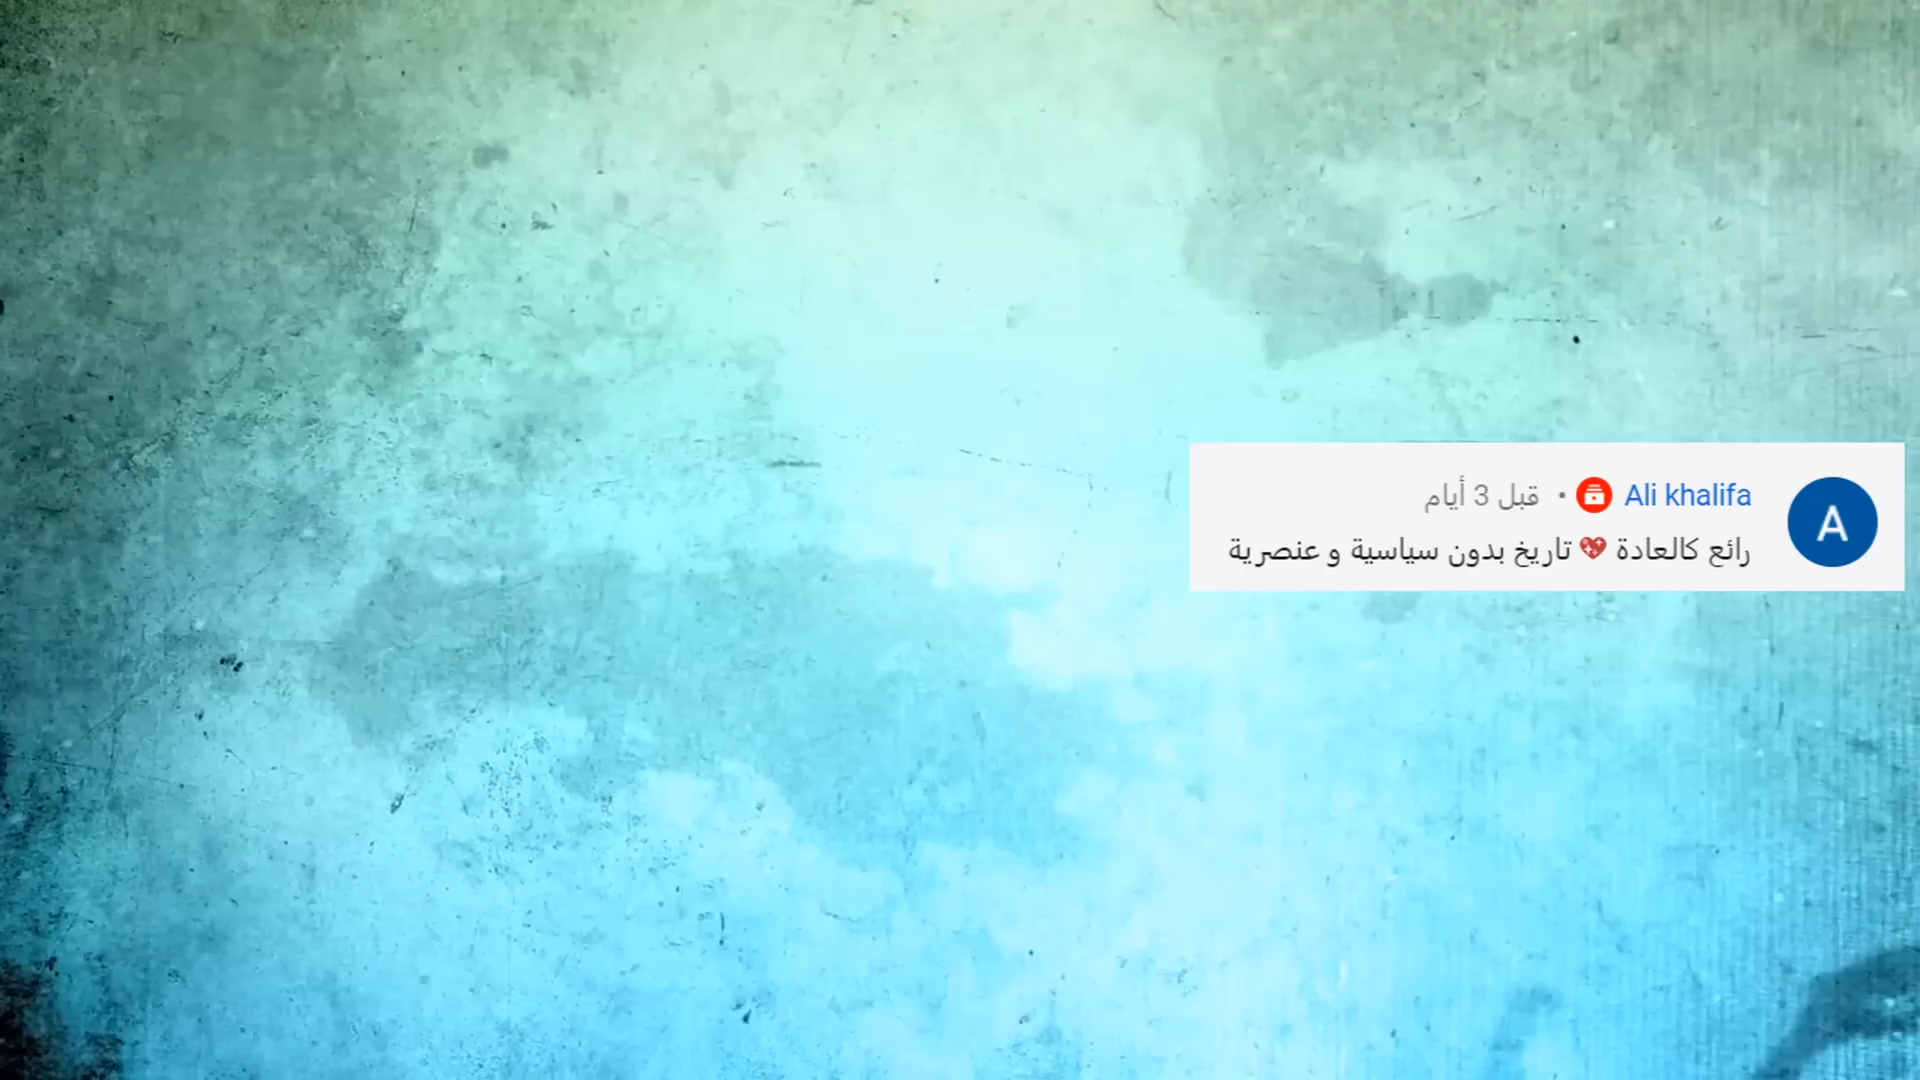 Ali khalifa • قبل 3 أيام
رائع كالعادة 💖 تاريخ بدون سياسية و عنصرية
A